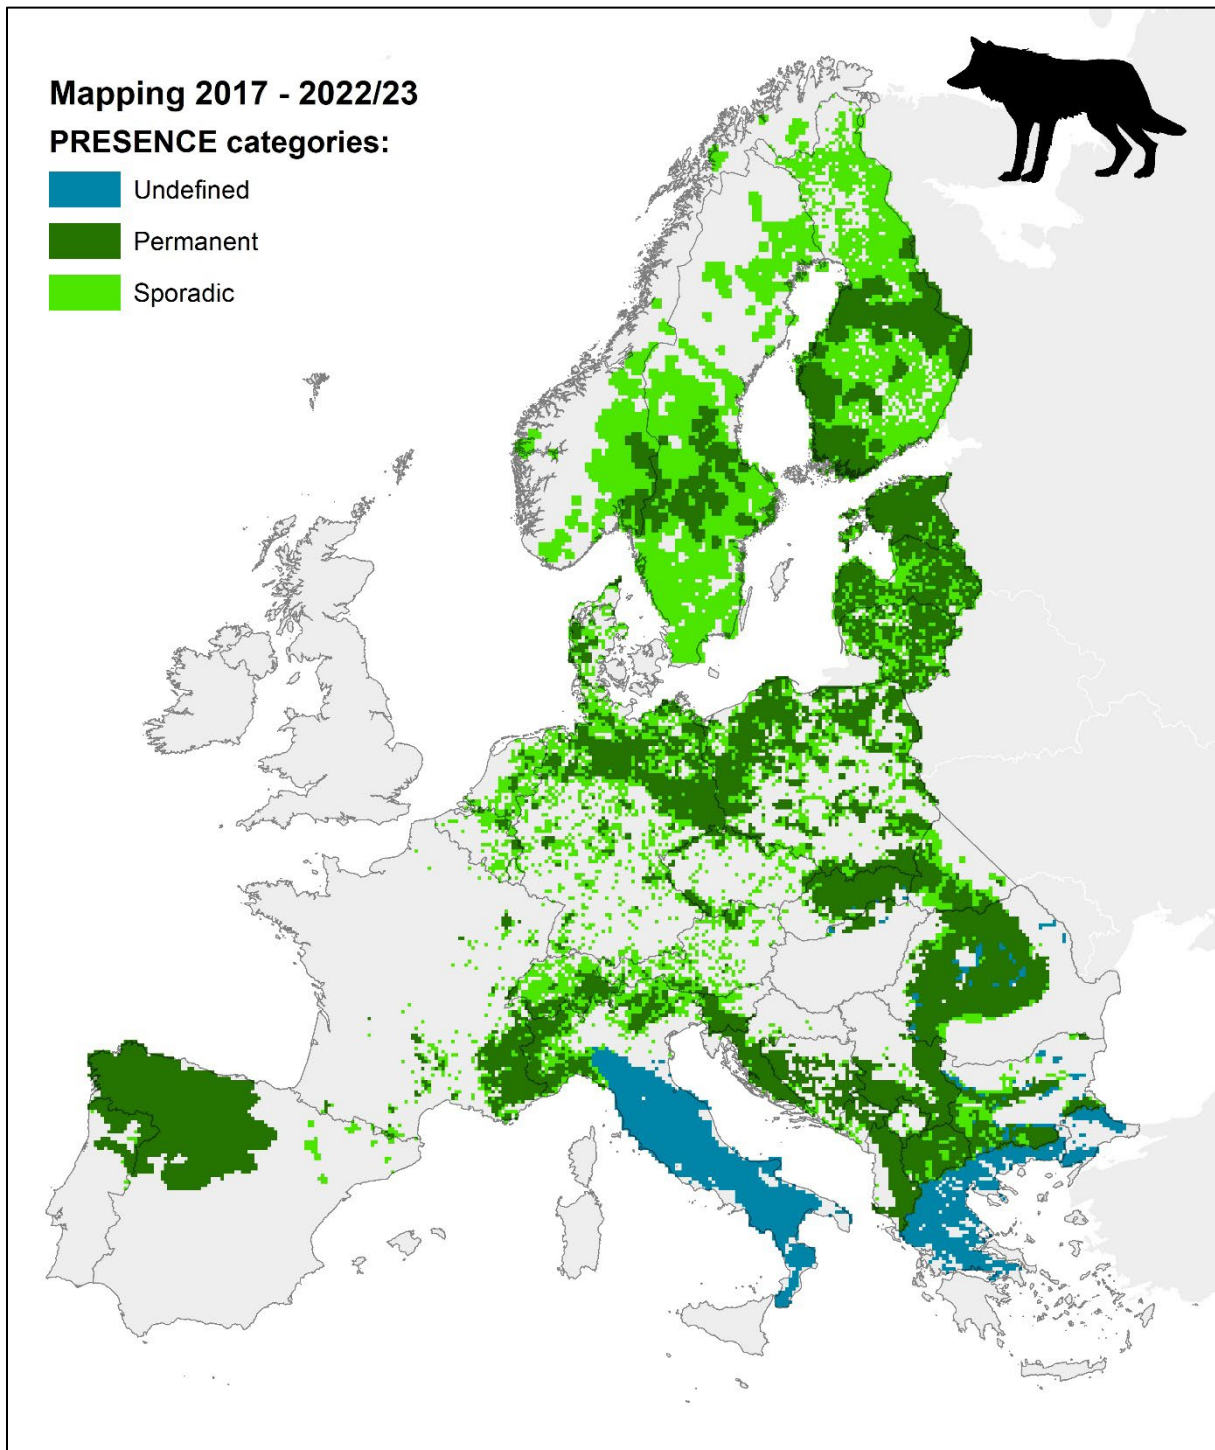 Mapping 2017 - 2022/23
PRESENCE categories:
Undefined
Permanent
Sporadic